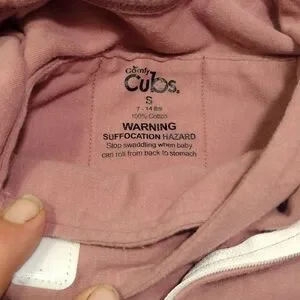 Comfy
Cubs.
S
7 - 14 lbs
100% Cotton
WARNING
SUFFOCATION HAZARD
Stop swaddling when baby
can roll from back to stomach